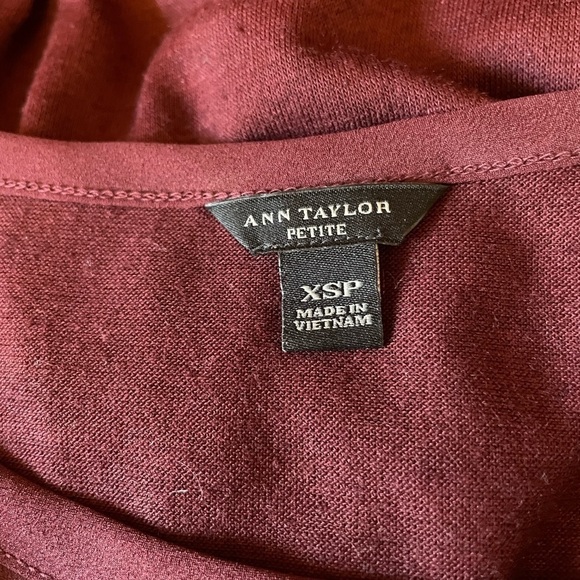 ANN TAYLOR
PETITE
XSP
MADE IN
VIETNAM